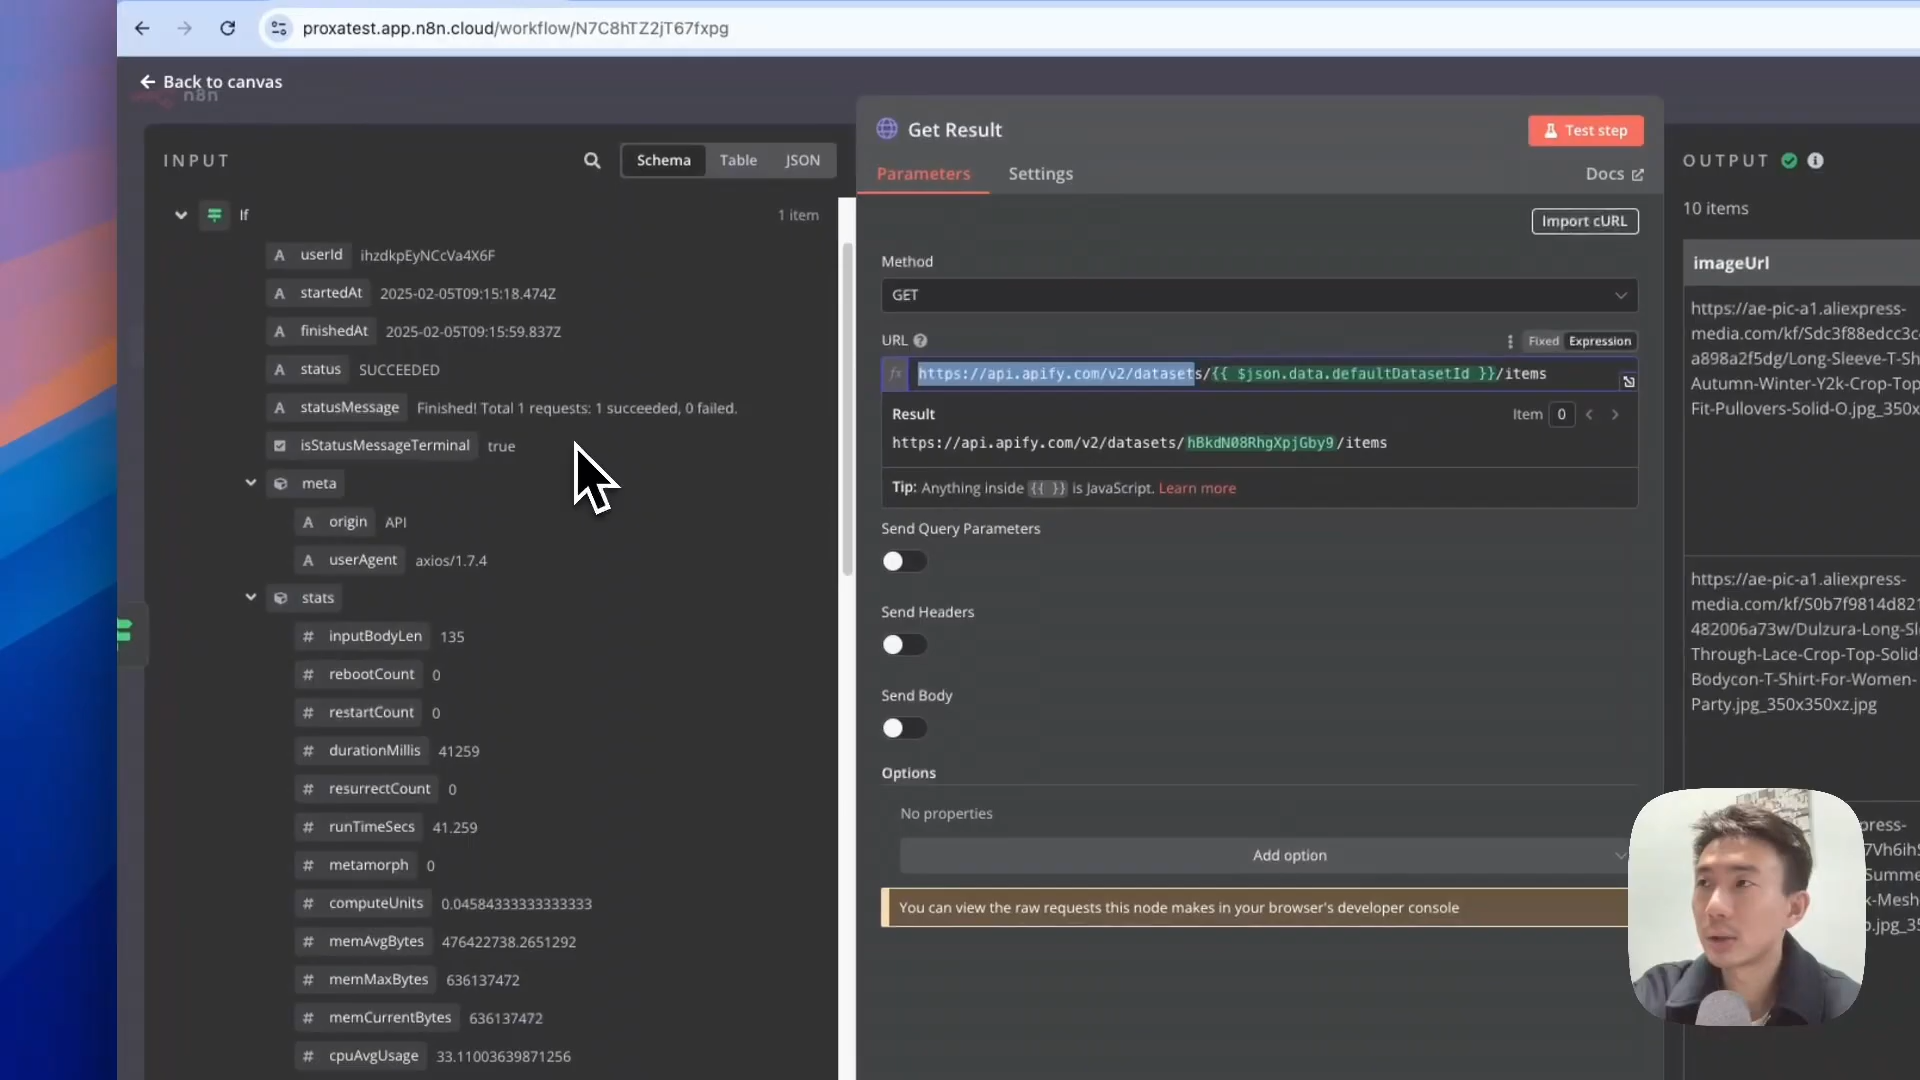 proxatest.app.n8n.cloud/workflow/N7C8hTZ2jT67fxpg
Back to canvas
n8n
INPUT
Schema
Table
JSON
If
1 item
userId ihzdkpEyNCcVa4X6F
startedAt 2025-02-05T09:15:18.474Z
finishedAt 2025-02-05T09:15:59.837Z
status SUCCEEDED
statusMessage Finished! Total 1 requests: 1 succeeded, 0 failed.
isStatusMessageTerminal true
meta
A origin API
A userAgent axios/1.7.4
stats
# inputBodyLen 135
# rebootCount 0
# restartCount 0
# durationMillis 41259
# resurrectCount 0
# runTimeSecs 41.259
# metamorph 0
# computeUnits 0.04584333333333333
# memAvgBytes 476422738.2651292
# memMaxBytes 636137472
# memCurrentBytes 636137472
# cpuAvgUsage 33.11003639871256
Get Result
Test step
Parameters
Settings
Docs
Import cURL
Method
GET
URL
Fixed Expression
fx https://api.apify.com/v2/datasets/{{ $json.data.defaultDatasetId }}/items
Result
Item 0
https://api.apify.com/v2/datasets/hBkdN08RhgXpjGby9/items
Tip: Anything inside {{ }} is JavaScript. Learn more
Send Query Parameters
Send Headers
Send Body
Options
No properties
Add option
You can view the raw requests this node makes in your browser's developer console
OUTPUT
10 items
imageUrl
https://ae-pic-a1.aliexpress-
media.com/kf/Sdc3f88edcc3c
a898a2f5dg/Long-Sleeve-T-Sh
Autumn-Winter-Y2k-Crop-Top
Fit-Pullovers-Solid-O.jpg_350x
https://ae-pic-a1.aliexpress-
media.com/kf/S0b7f9814d821
482006a73w/Dulzura-Long-Sl
Through-Lace-Crop-Top-Solid
Bodycon-T-Shirt-For-Women-
Party.jpg_350x350xz.jpg
press-
7Vh6ihS
Summe
k-Mesh
o.jpg_35